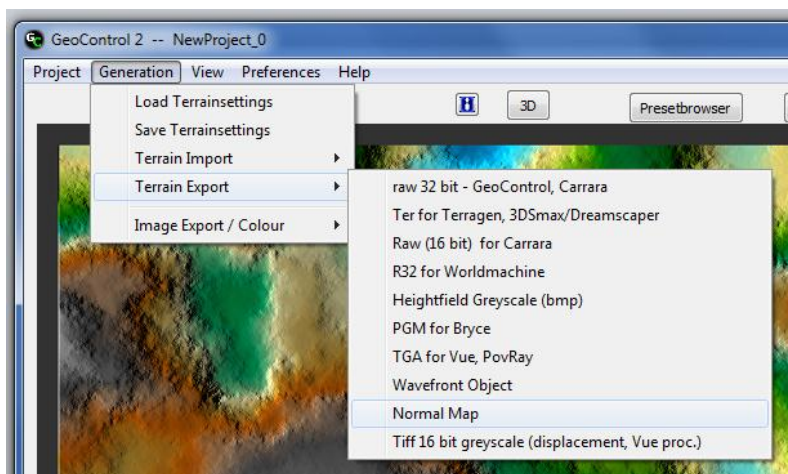 GeoControl 2 -- NewProject_0
Project Generation View Preferences Help
H 3D Presetbrowser
Load Terrainsettings
Save Terrainsettings
Terrain Import
Terrain Export
Image Export / Colour
raw 32 bit - GeoControl, Carrara
Ter for Terragen, 3DSmax/Dreamscaper
Raw (16 bit) for Carrara
R32 for Worldmachine
Heightfield Greyscale (bmp)
PGM for Bryce
TGA for Vue, PovRay
Wavefront Object
Normal Map
Tiff 16 bit greyscale (displacement, Vue proc.)